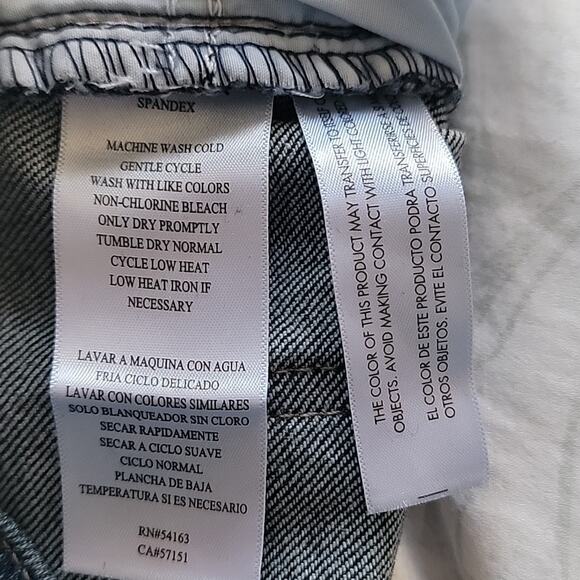 SPANDEX
MACHINE WASH COLD
GENTLE CYCLE
WASH WITH LIKE COLORS
NON-CHLORINE BLEACH
ONLY DRY PROMPTLY
TUMBLE DRY NORMAL
CYCLE LOW HEAT
LOW HEAT IRON IF
NECESSARY
LAVAR A MAQUINA CON AGUA
FRIA CICLO DELICADO
LAVAR CON COLORES SIMILARES
SOLO BLANQUEADOR SIN CLORO
SECAR RAPIDAMENTE
SECAR A CICLO SUAVE
CICLO NORMAL
PLANCHA DE BAJA
TEMPERATURA SI ES NECESARIO
RN#54163
CA#57151
THE COLOR OF THIS PRODUCT MAY TRANSFER TO
OBJECTS. AVOID MAKING CONTACT WITH LIGHT COLORED
EL COLOR DE ESTE PRODUCTO PODRA TRANSFERIRSE A
OTROS OBJETOS. EVITE EL CONTACTO SUPERFICES DE